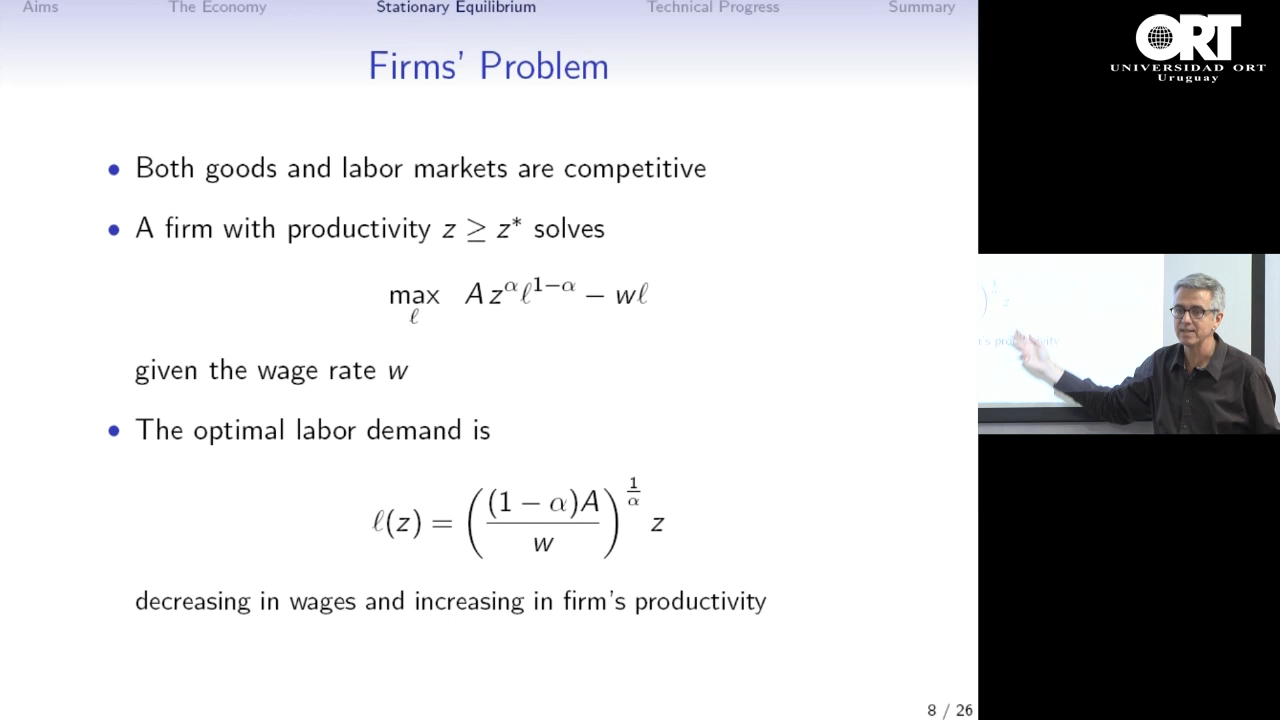 Aims The Economy Stationary Equilibrium Technical Progress Summary
Firms' Problem
• Both goods and labor markets are competitive
• A firm with productivity z ≥ z* solves
max_ℓ A z^α ℓ^{1−α} − wℓ
given the wage rate w
• The optimal labor demand is
ℓ(z) = ( (1 − α)A / w )^{1/α} z
decreasing in wages and increasing in firm's productivity
8 / 26
ORT
UNIVERSIDAD ORT
Uruguay